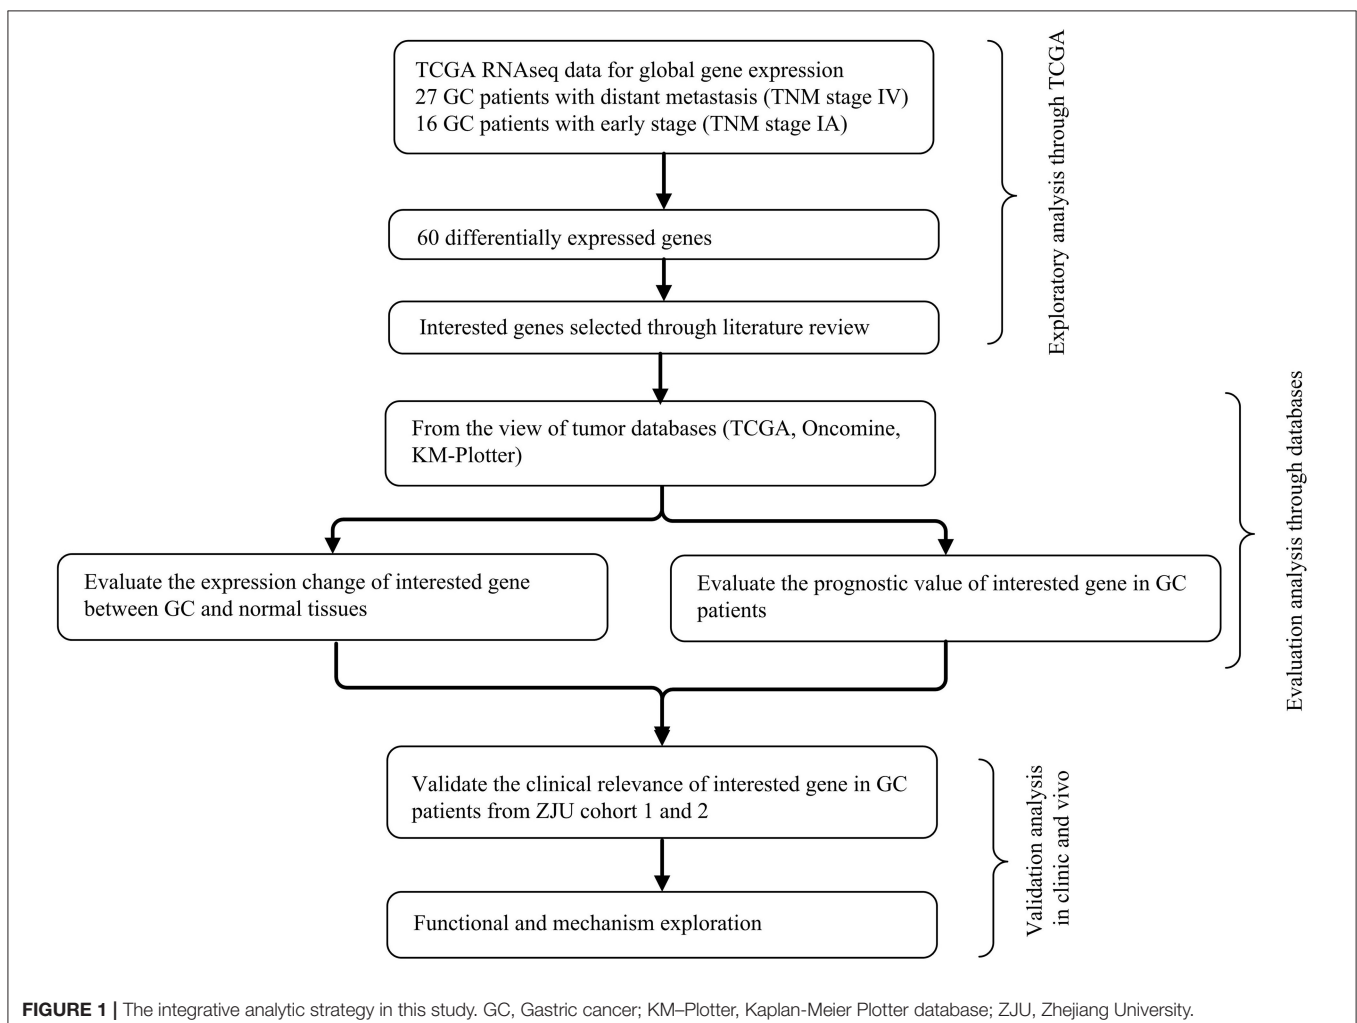 TCGA RNAseq data for global gene expression
27 GC patients with distant metastasis (TNM stage IV)
16 GC patients with early stage (TNM stage IA)
60 differentially expressed genes
Interested genes selected through literature review
Exploratory analysis through TCGA
From the view of tumor databases (TCGA, Oncomine,
KM-Plotter)
Evaluate the expression change of interested gene
between GC and normal tissues
Evaluate the prognostic value of interested gene in GC
patients
Evaluation analysis through databases
Validate the clinical relevance of interested gene in GC
patients from ZJU cohort 1 and 2
Functional and mechanism exploration
Validation analysis
in clinic and vivo
FIGURE 1 | The integrative analytic strategy in this study. GC, Gastric cancer; KM–Plotter, Kaplan-Meier Plotter database; ZJU, Zhejiang University.